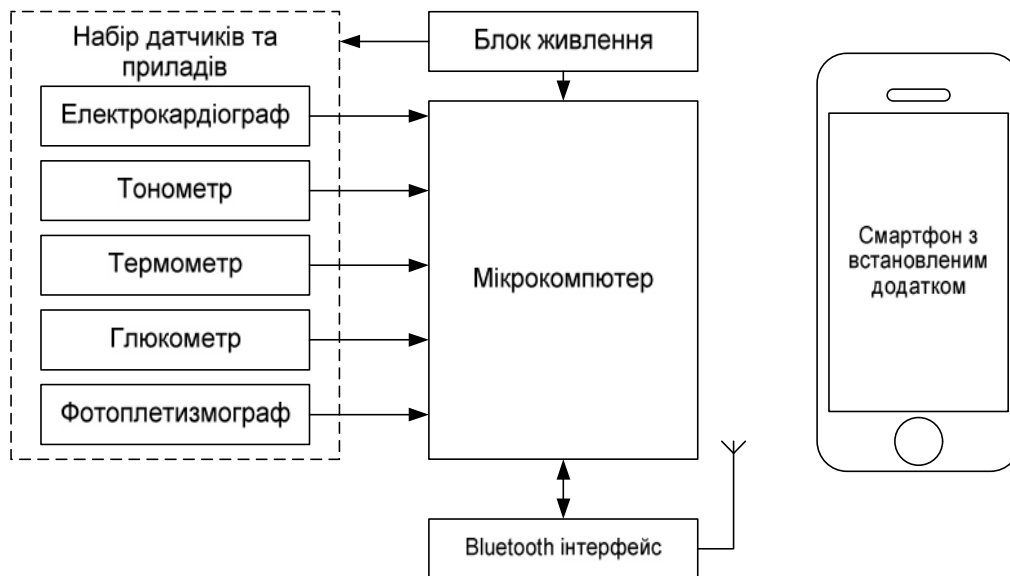 Набір датчиків та
приладів
Електрокардіограф
Тонометр
Термометр
Глюкометр
Фотоплетизмограф
Блок живлення
Мікрокомпютер
Bluetooth інтерфейс
Смартфон з
встановленим
додатком